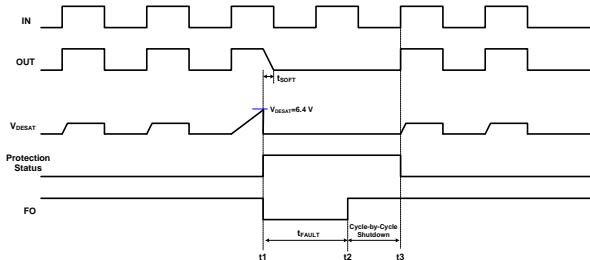 IN
OUT
tSOFT
VDESAT=6.4 V
VDESAT
Protection
Status
FO
tFAULT
Cycle-by-Cycle
Shutdown
t1
t2
t3